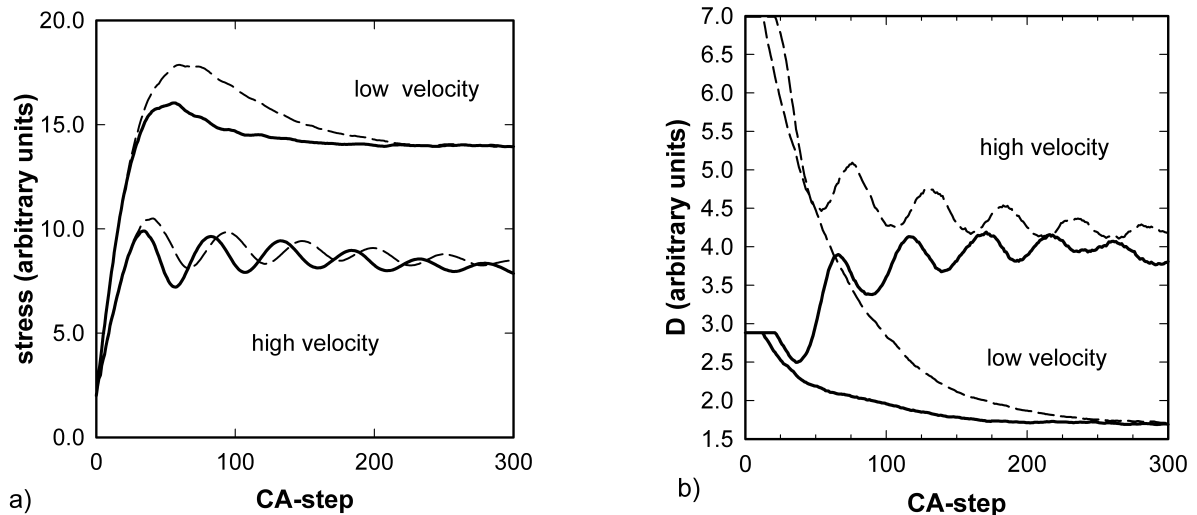 20.0
15.0
10.0
5.0
0.0
stress (arbitrary units)
low velocity
high velocity
0
100
200
300
CA-step
a)
7.0
6.5
6.0
5.5
5.0
4.5
4.0
3.5
3.0
2.5
2.0
1.5
D (arbitrary units)
high velocity
low velocity
0
100
200
300
CA-step
b)